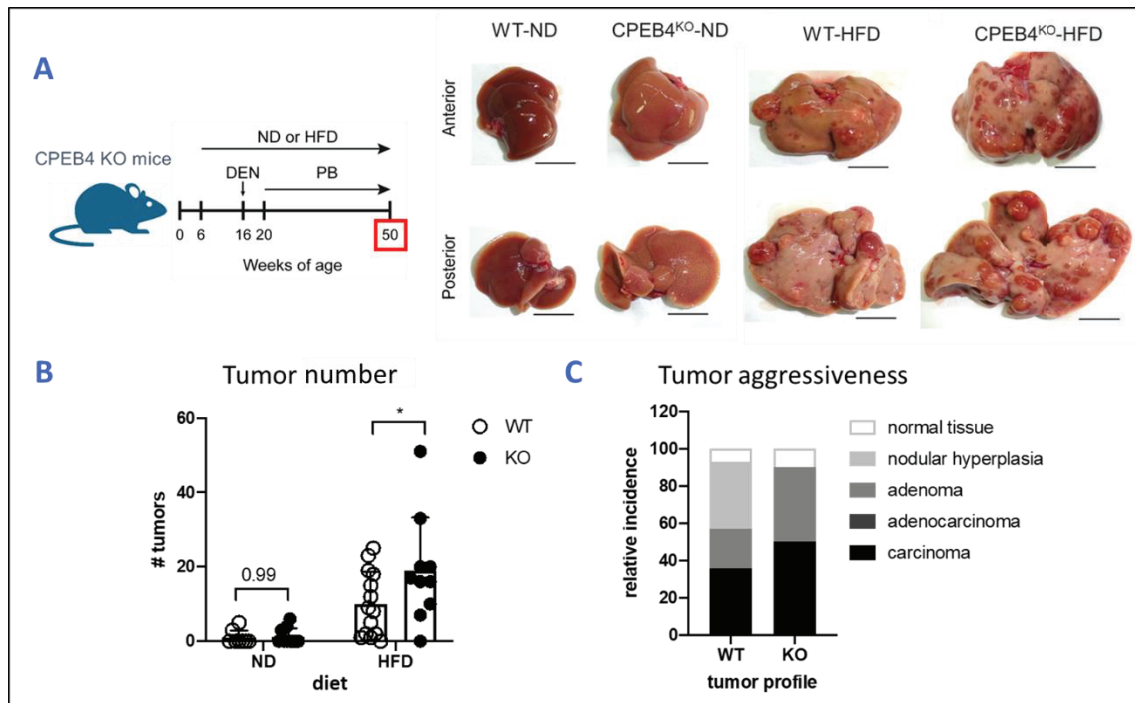 A
CPEB4 KO mice
ND or HFD
DEN
PB
0 6 16 20 50
Weeks of age
WT-ND CPEB4KO-ND WT-HFD CPEB4KO-HFD
Anterior
Posterior
B
Tumor number
60
40
20
0
# tumors
0.99
*
WT
KO
ND HFD
diet
C
Tumor aggressiveness
120
100
80
60
40
20
0
relative incidence
normal tissue
nodular hyperplasia
adenoma
adenocarcinoma
carcinoma
WT KO
tumor profile